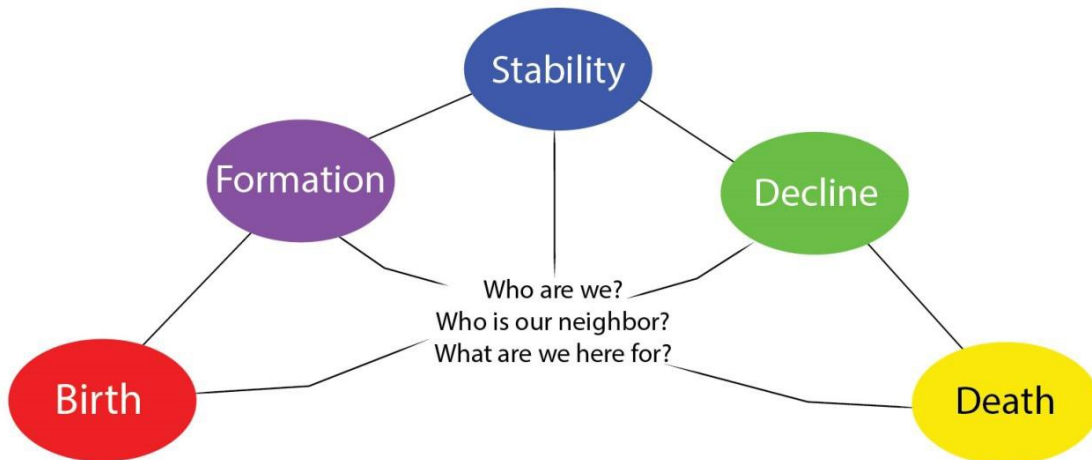 Stability
Formation
Decline
Who are we?
Who is our neighbor?
What are we here for?
Birth
Death